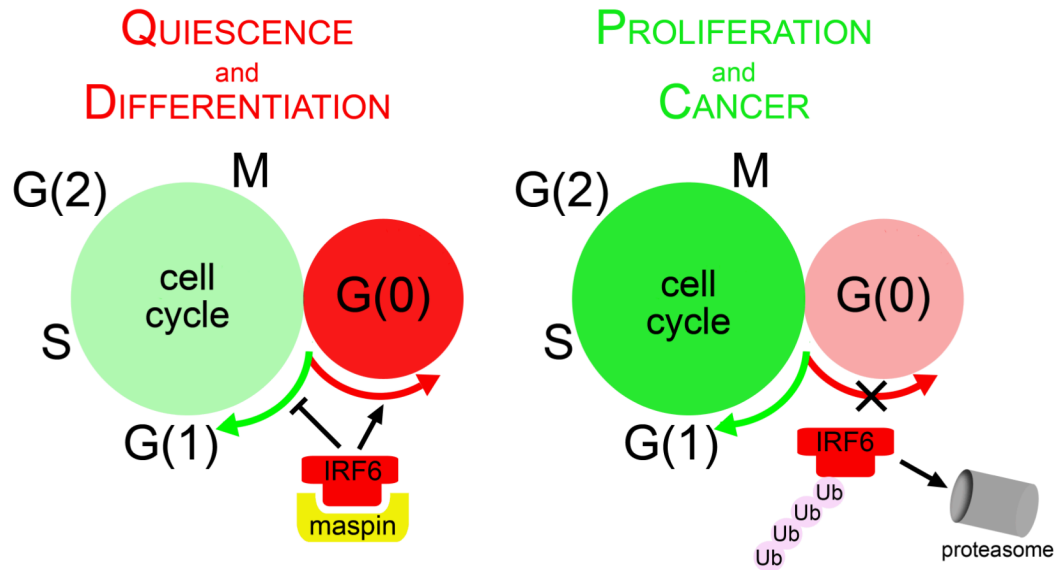 QUIESCENCE
and
DIFFERENTIATION
G(2)
M
cell
cycle
G(0)
S
G(1)
IRF6
maspin
PROLIFERATION
and
CANCER
G(2)
M
cell
cycle
G(0)
S
G(1)
IRF6
Ub
Ub
Ub
Ub
proteasome